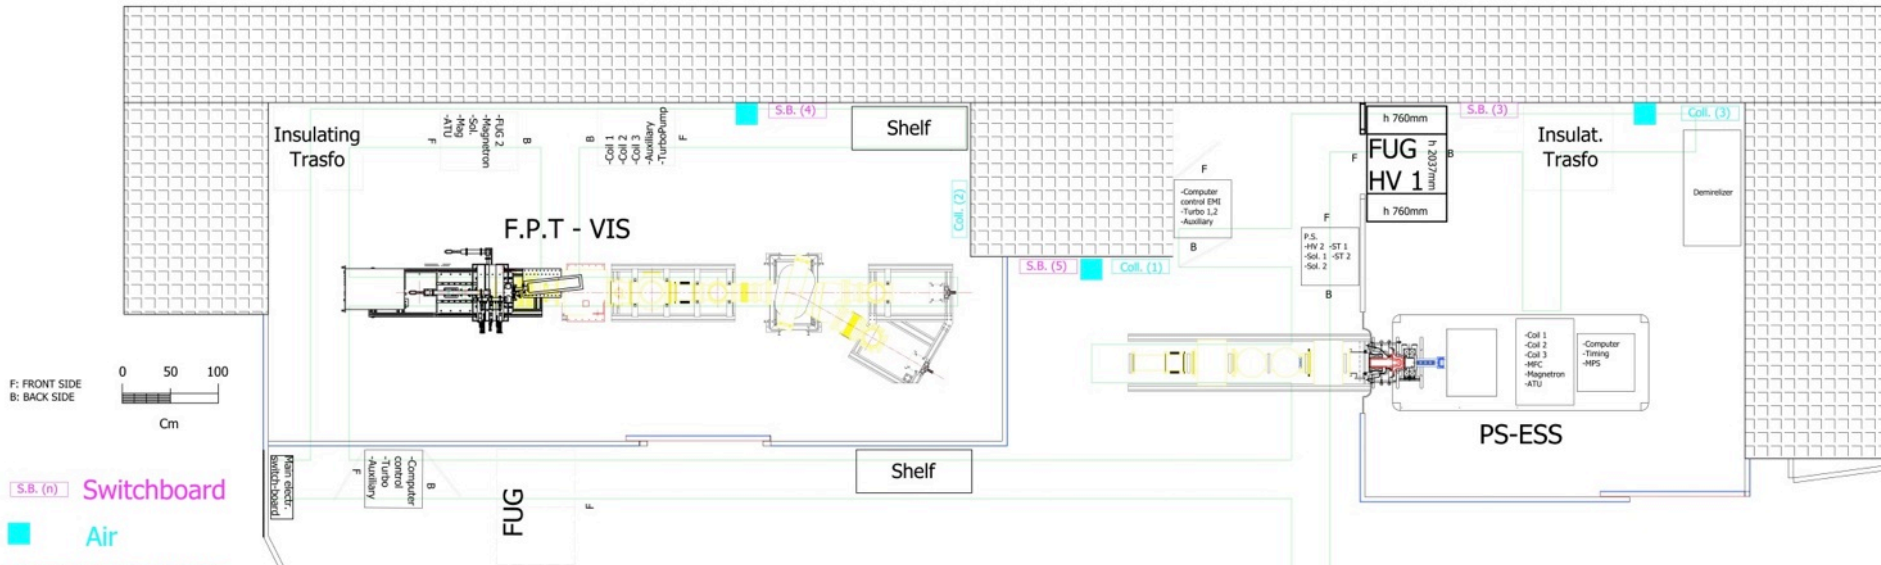 S.B. (4)
S.B. (3)
Coll. (3)
Insulating
Trasfo
-FUG 2
-Magnetron
-Sol.
-Mag
-ATU
F
B
B
-Coil 1
-Coil 2
-Coil 3
-Auxiliary
-TurboPump
F
Shelf
h 760mm
FUG
HV 1
h 2037mm
h 760mm
F
B
Insulat.
Trasfo
Demirelizer
F
-Computer
control EMI
-Turbo 1,2
-Auxiliary
B
Coll. (2)
F.P.T - VIS
F
P.S.
-HV 2 -ST 1
-Sol. 1 -ST 2
-Sol. 2
B
S.B. (5)
Coll. (1)
-Coil 1
-Coil 2
-Coil 3
-MFC
-Magnetron
-ATU
-Computer
-Timing
-MPS
PS-ESS
F: FRONT SIDE
B: BACK SIDE
0 50 100
Cm
Main electr.
switch-board
F
-Computer
control
-Turbo
-Auxiliary
B
FUG
F
Shelf
S.B. (n) Switchboard
Air